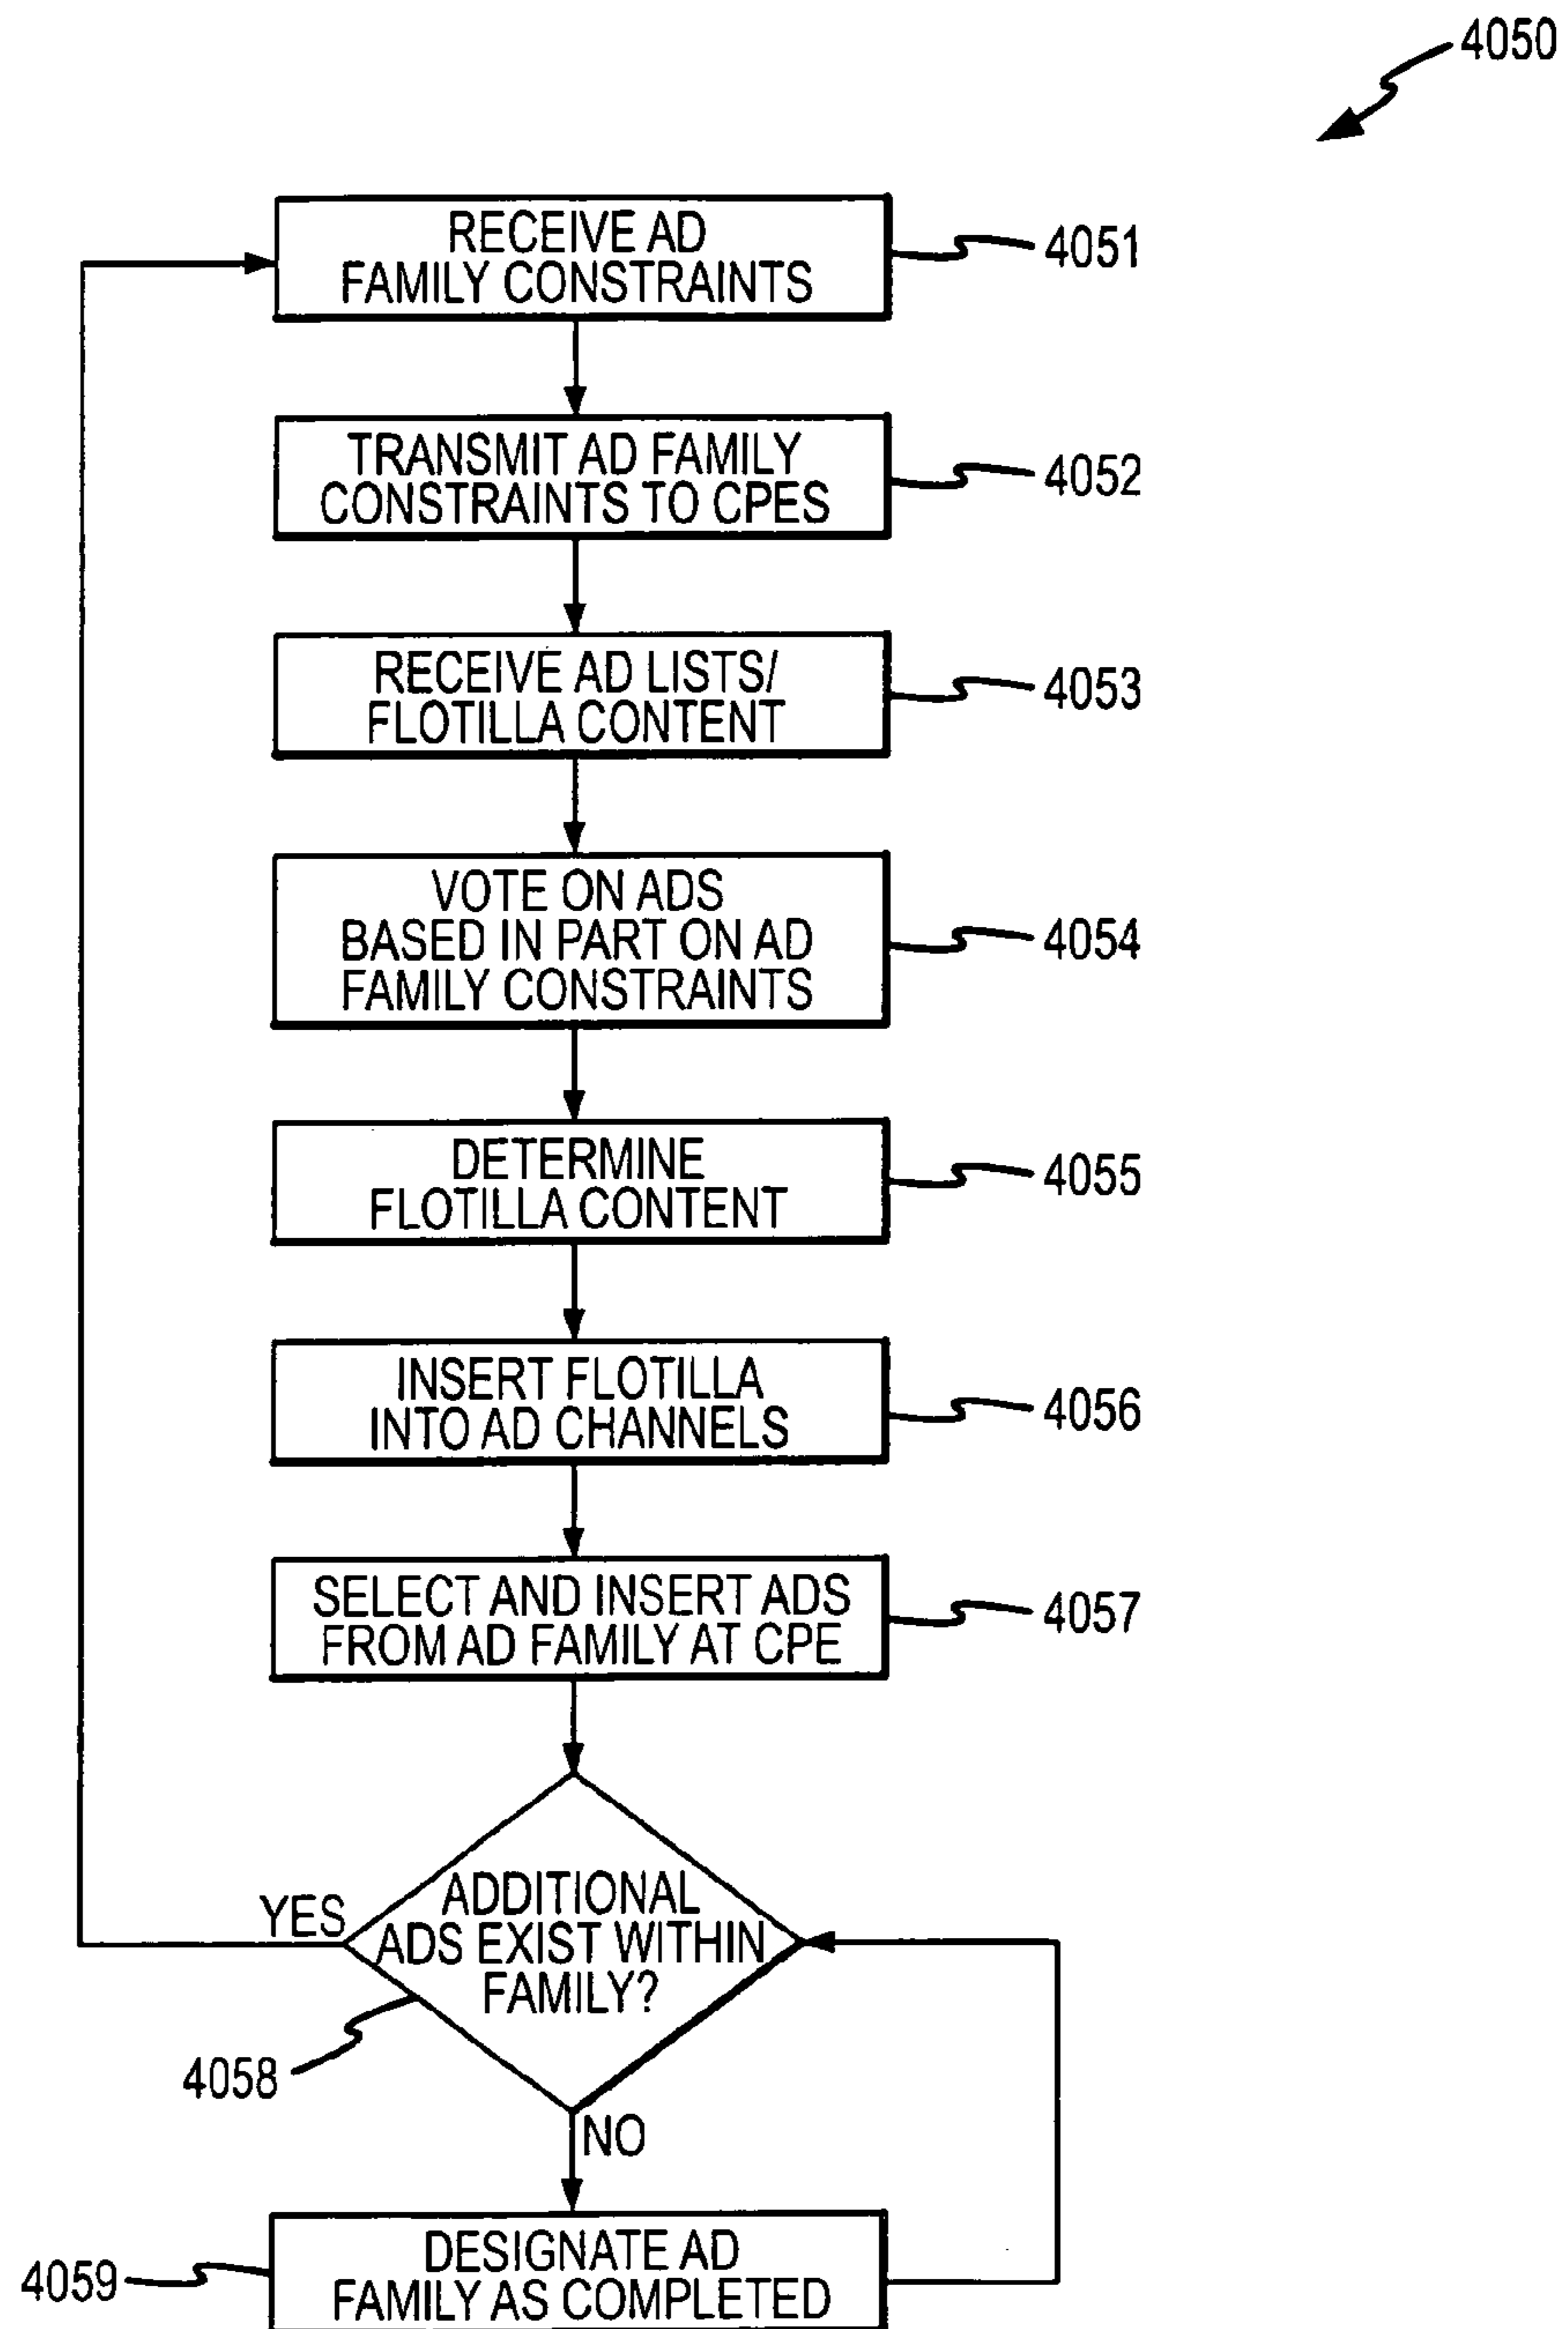 4050
RECEIVE AD
FAMILY CONSTRAINTS
4051
TRANSMIT AD FAMILY
CONSTRAINTS TO CPES
4052
RECEIVE AD LISTS/
FLOTILLA CONTENT
4053
VOTE ON ADS
BASED IN PART ON AD
FAMILY CONSTRAINTS
4054
DETERMINE
FLOTILLA CONTENT
4055
INSERT FLOTILLA
INTO AD CHANNELS
4056
SELECT AND INSERT ADS
FROM AD FAMILY AT CPE
4057
YES
ADDITIONAL
ADS EXIST WITHIN
FAMILY?
4058
NO
DESIGNATE AD
FAMILY AS COMPLETED
4059